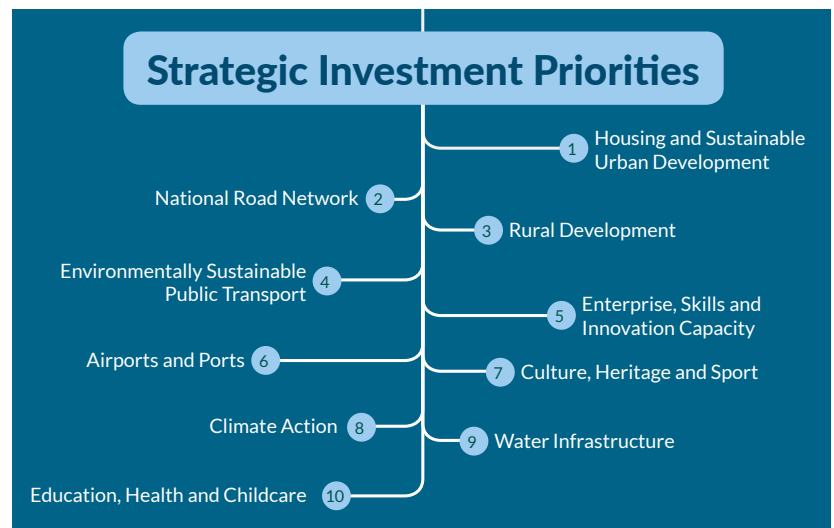 Strategic Investment Priorities
1 Housing and Sustainable
Urban Development
National Road Network 2
3 Rural Development
Environmentally Sustainable
Public Transport 4
5 Enterprise, Skills and
Innovation Capacity
Airports and Ports 6
7 Culture, Heritage and Sport
Climate Action 8
9 Water Infrastructure
Education, Health and Childcare 10